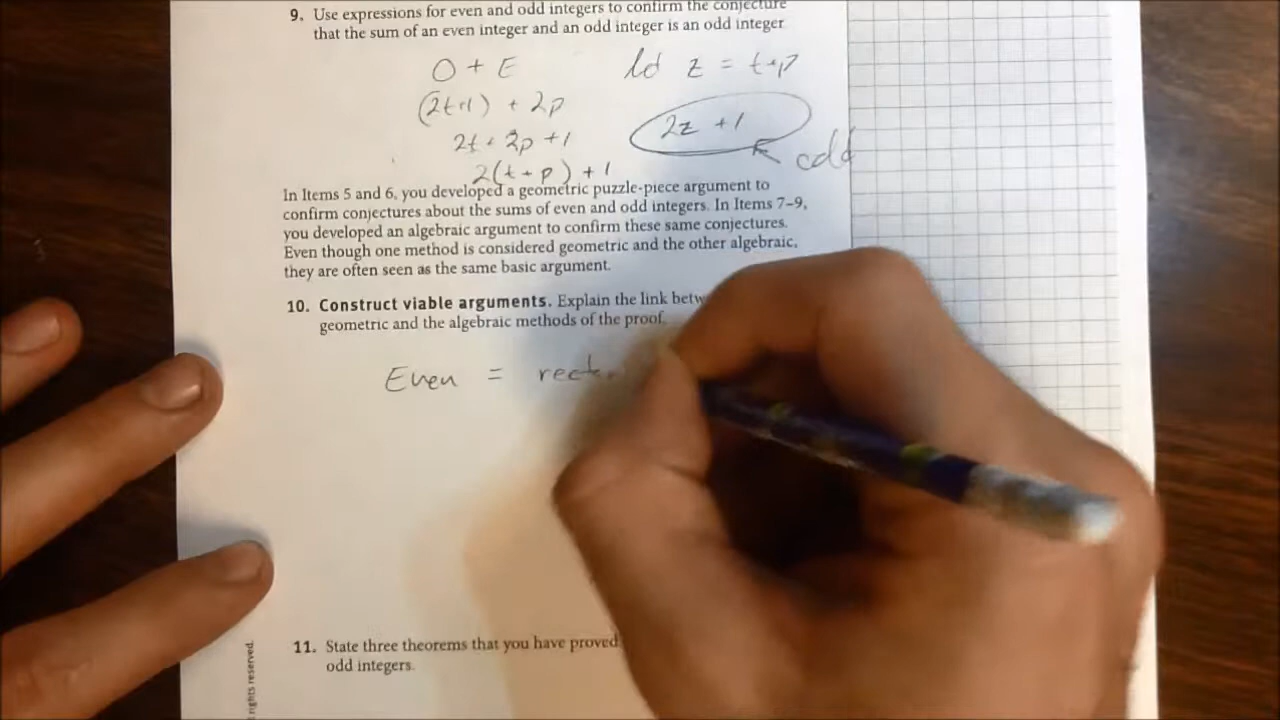 9. Use expressions for even and odd integers to confirm the conjecture
that the sum of an even integer and an odd integer is an odd integer
O + E
(2t+1) + 2p
2t + 2p + 1
2(t + p) + 1
let z = t+p
2z + 1
odd
In Items 5 and 6, you developed a geometric puzzle-piece argument to
confirm conjectures about the sums of even and odd integers. In Items 7–9,
you developed an algebraic argument to confirm these same conjectures.
Even though one method is considered geometric and the other algebraic,
they are often seen as the same basic argument.
10. Construct viable arguments. Explain the link
geometric and the algebraic methods of the proof.
Even =
11. State three theorems that you have proved
odd integers.
rights reserved.